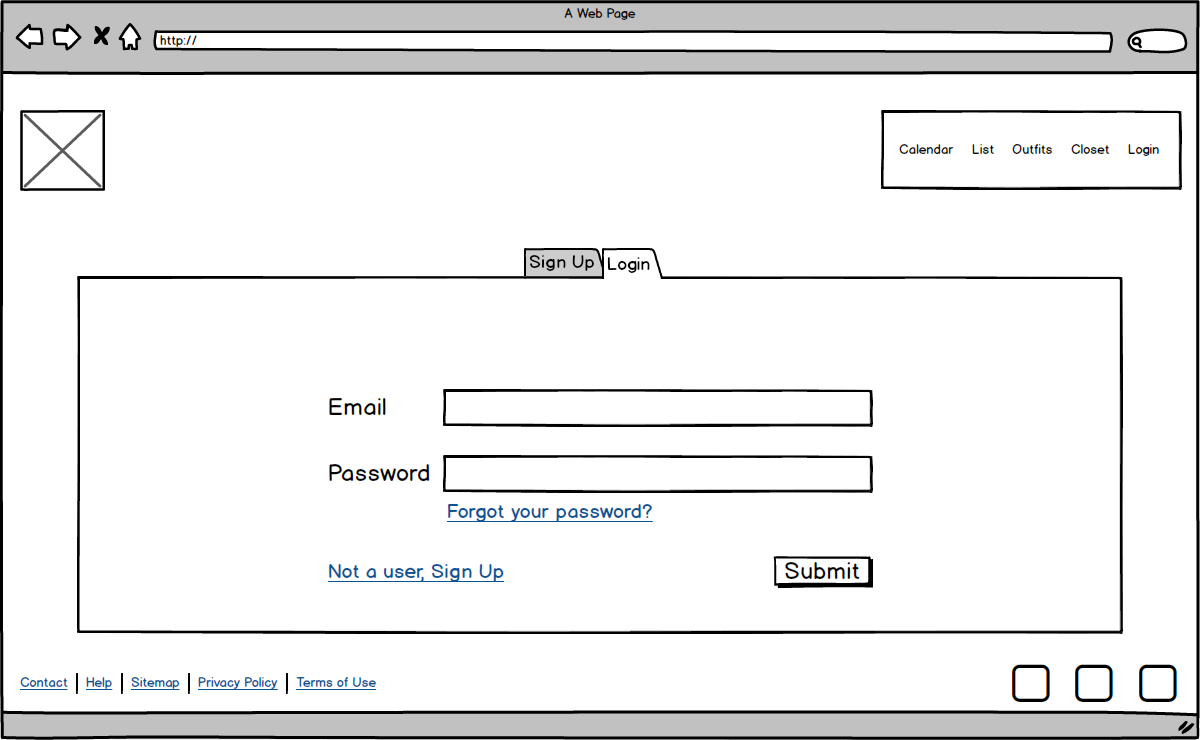 A Web Page
http://
Calendar List Outfits Closet Login
Sign Up Login
Email
Password
Forgot your password?
Not a user, Sign Up Submit
Contact Help Sitemap Privacy Policy Terms of Use